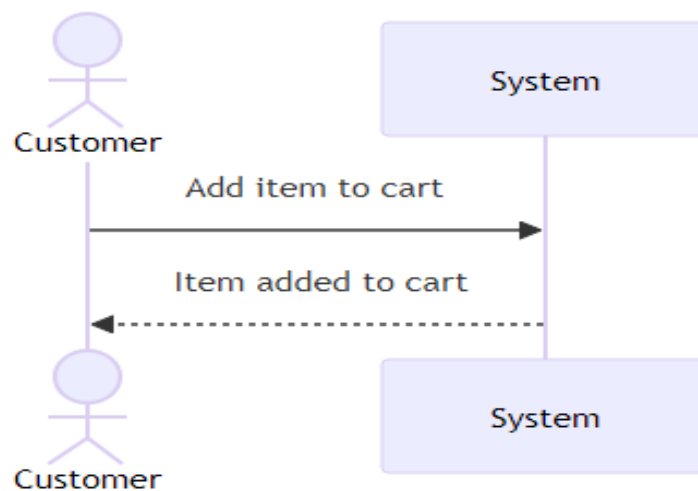 System
Customer
Add item to cart
Item added to cart
System
Customer